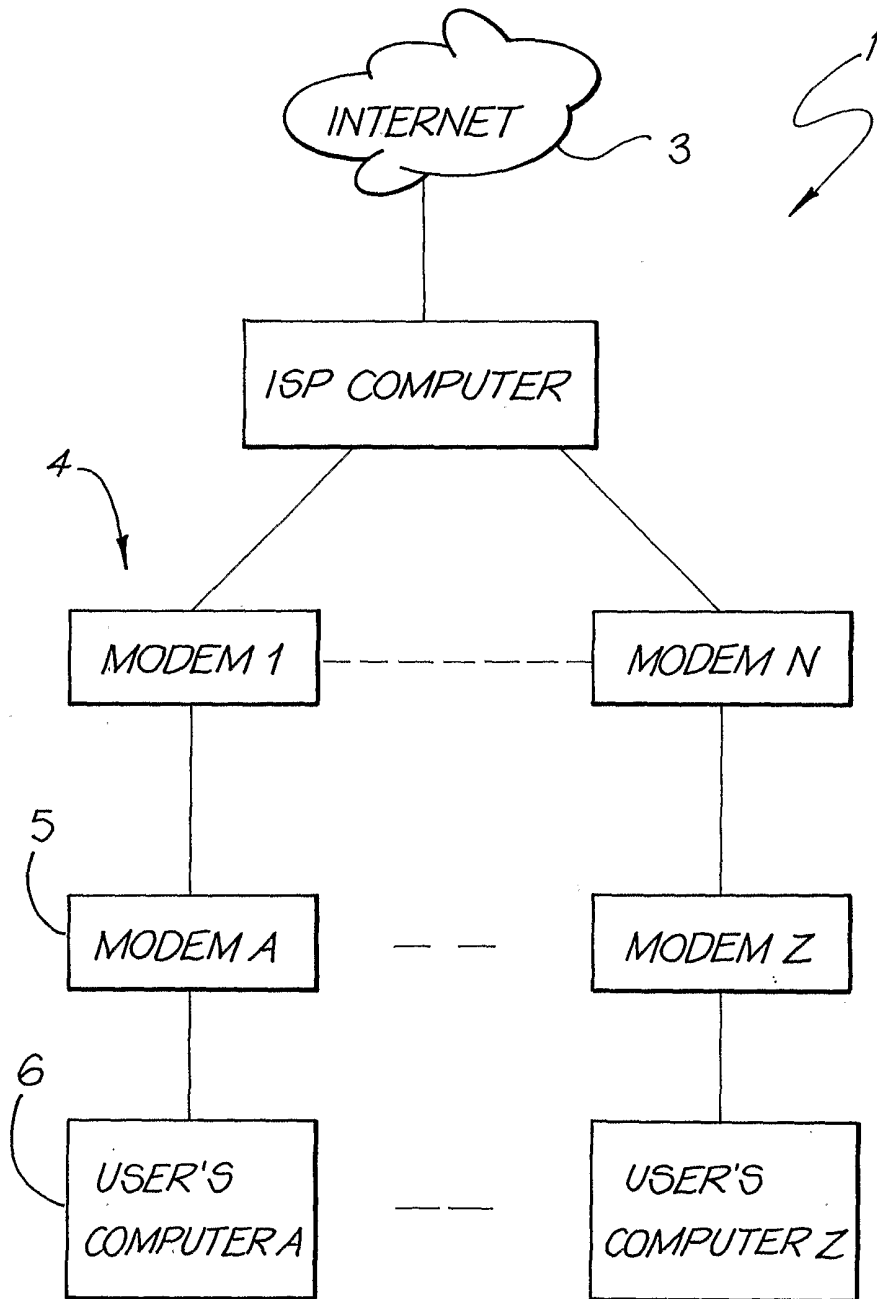 1
INTERNET
3
ISP COMPUTER
4
MODEM 1
MODEM N
5
MODEM A
MODEM Z
6
USER'S
COMPUTER A
USER'S
COMPUTER Z